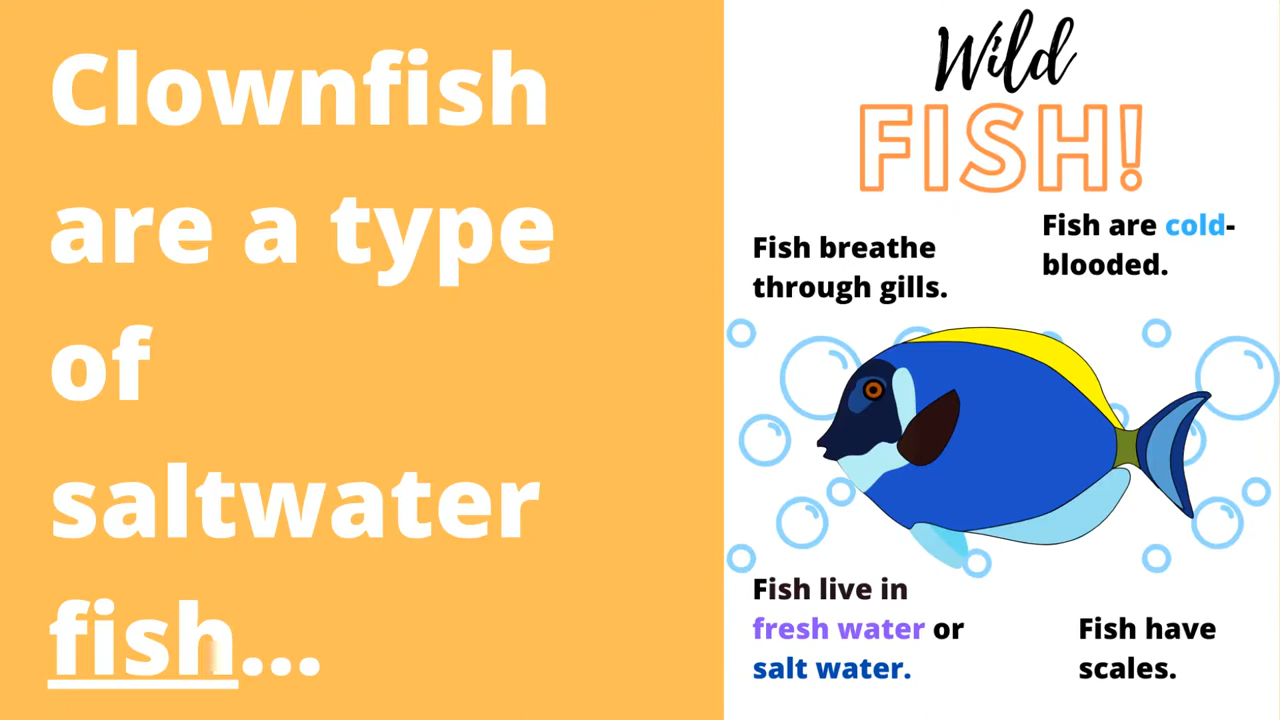 Clownfish
are a type
of
saltwater
fish...
Wild
FISH!
Fish breathe
through gills.
Fish are cold-
blooded.
Fish live in
fresh water or
salt water.
Fish have
scales.